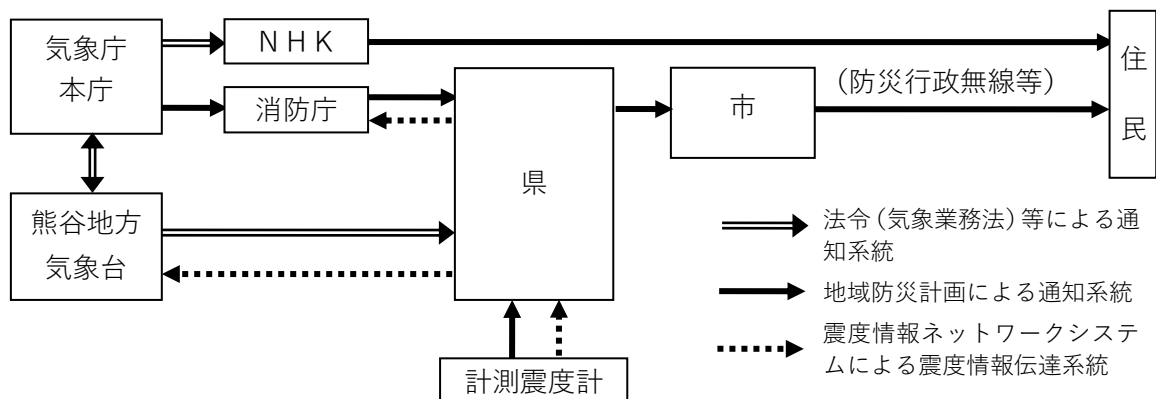 気象庁
本庁
ＮＨＫ
消防庁
県
市
(防災行政無線等)
住
民
熊谷地方
気象台
計測震度計
法令(気象業務法)等による通
知系統
地域防災計画による通知系統
震度情報ネットワークシステ
ムによる震度情報伝達系統